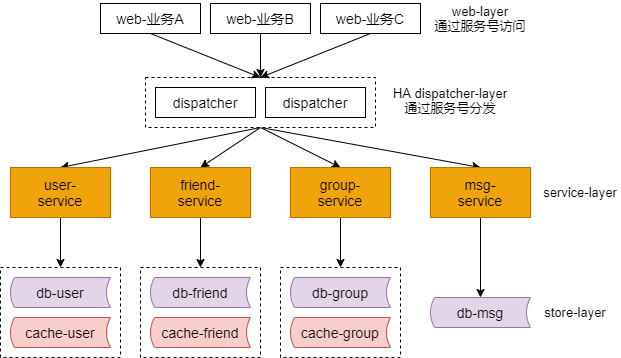 web-业务A
web-业务B
web-业务C
web-layer
通过服务号访问
dispatcher
dispatcher
HA dispatcher-layer
通过服务号分发
user-
service
friend-
service
group-
service
msg-
service
service-layer
db-user
db-friend
db-group
db-msg
store-layer
cache-user
cache-friend
cache-group